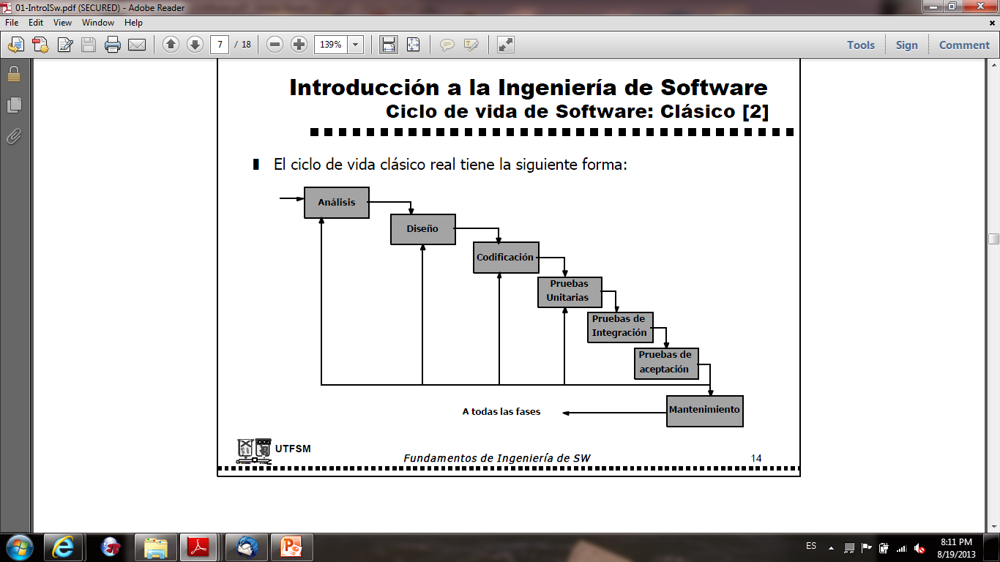 01-IntroISw.pdf (SECURED) - Adobe Reader
File Edit View Window Help
7 / 18 139% Tools Sign Comment
Introducción a la Ingeniería de Software
Ciclo de vida de Software: Clásico [2]
El ciclo de vida clásico real tiene la siguiente forma:
Análisis
Diseño
Codificación
Pruebas
Unitarias
Pruebas de
Integración
Pruebas de
aceptación
Mantenimiento
A todas las fases
UTFSM
Fundamentos de Ingeniería de SW
14
ES
8:11 PM
8/19/2013